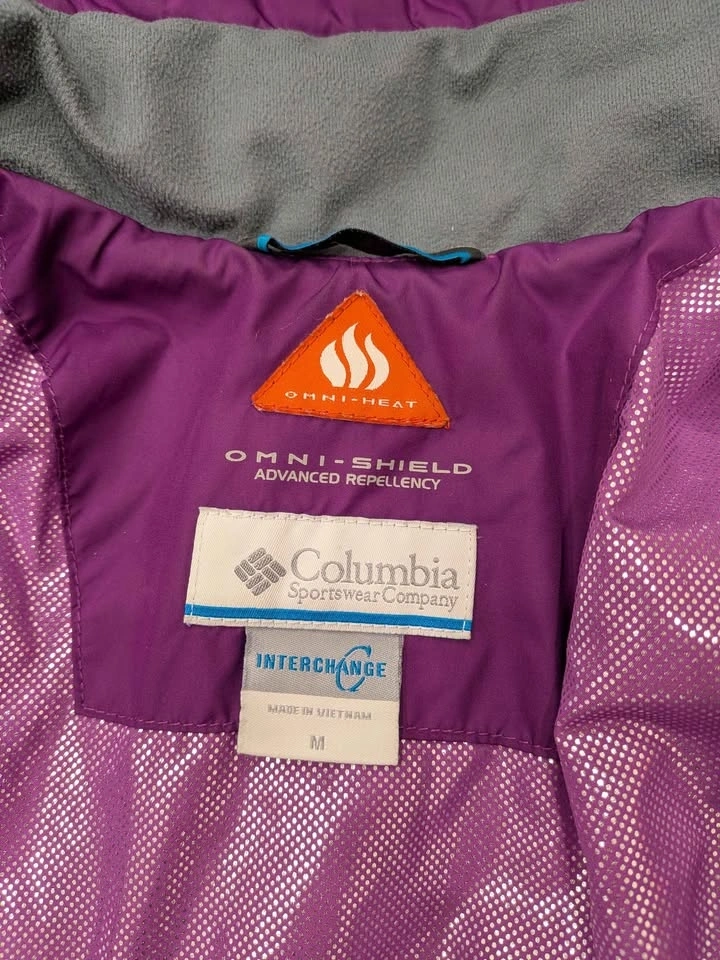 OMNI-HEAT
OMNI-SHIELD
ADVANCED REPELLENCY
Columbia
Sportswear Company
INTERCHANGE
MADE IN VIETNAM
M